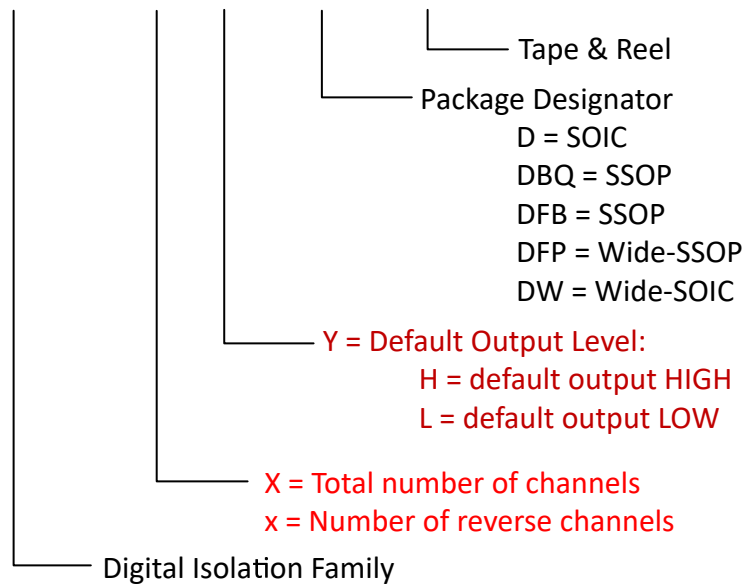 Tape & Reel
Package Designator
D = SOIC
DBQ = SSOP
DFB = SSOP
DFP = Wide-SSOP
DW = Wide-SOIC
Y = Default Output Level:
H = default output HIGH
L = default output LOW
X = Total number of channels
x = Number of reverse channels
Digital Isolation Family